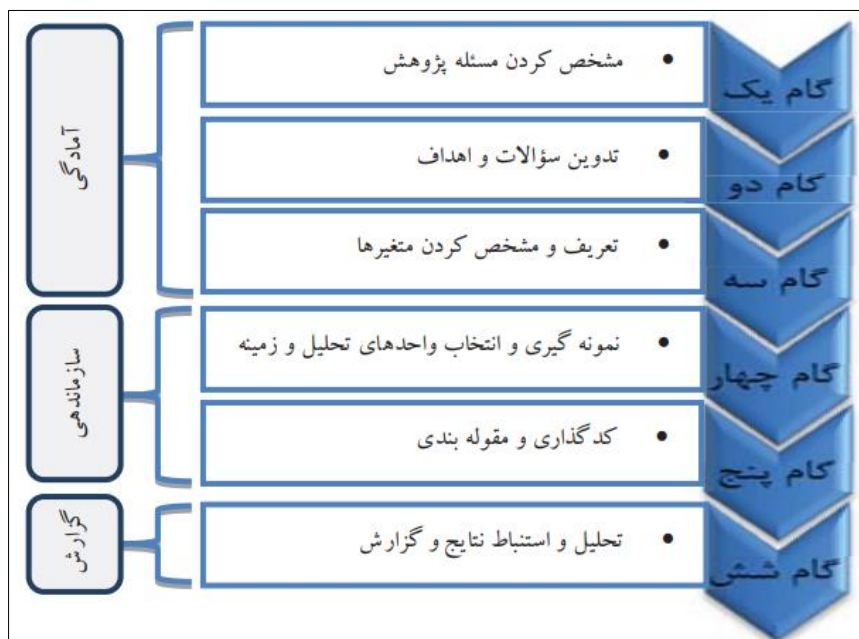 آمادگی
گام یک
• مشخص کردن مسئله پژوهش
گام دو
• تدوین سؤالات و اهداف
گام سه
• تعریف و مشخص کردن متغیرها
سازماندهی
گام چهار
• نمونه گیری و انتخاب واحدهای تحلیل و زمینه
گام پنج
• کدگذاری و مقوله بندی
گزارش
گام شش
• تحلیل و استنباط نتایج و گزارش